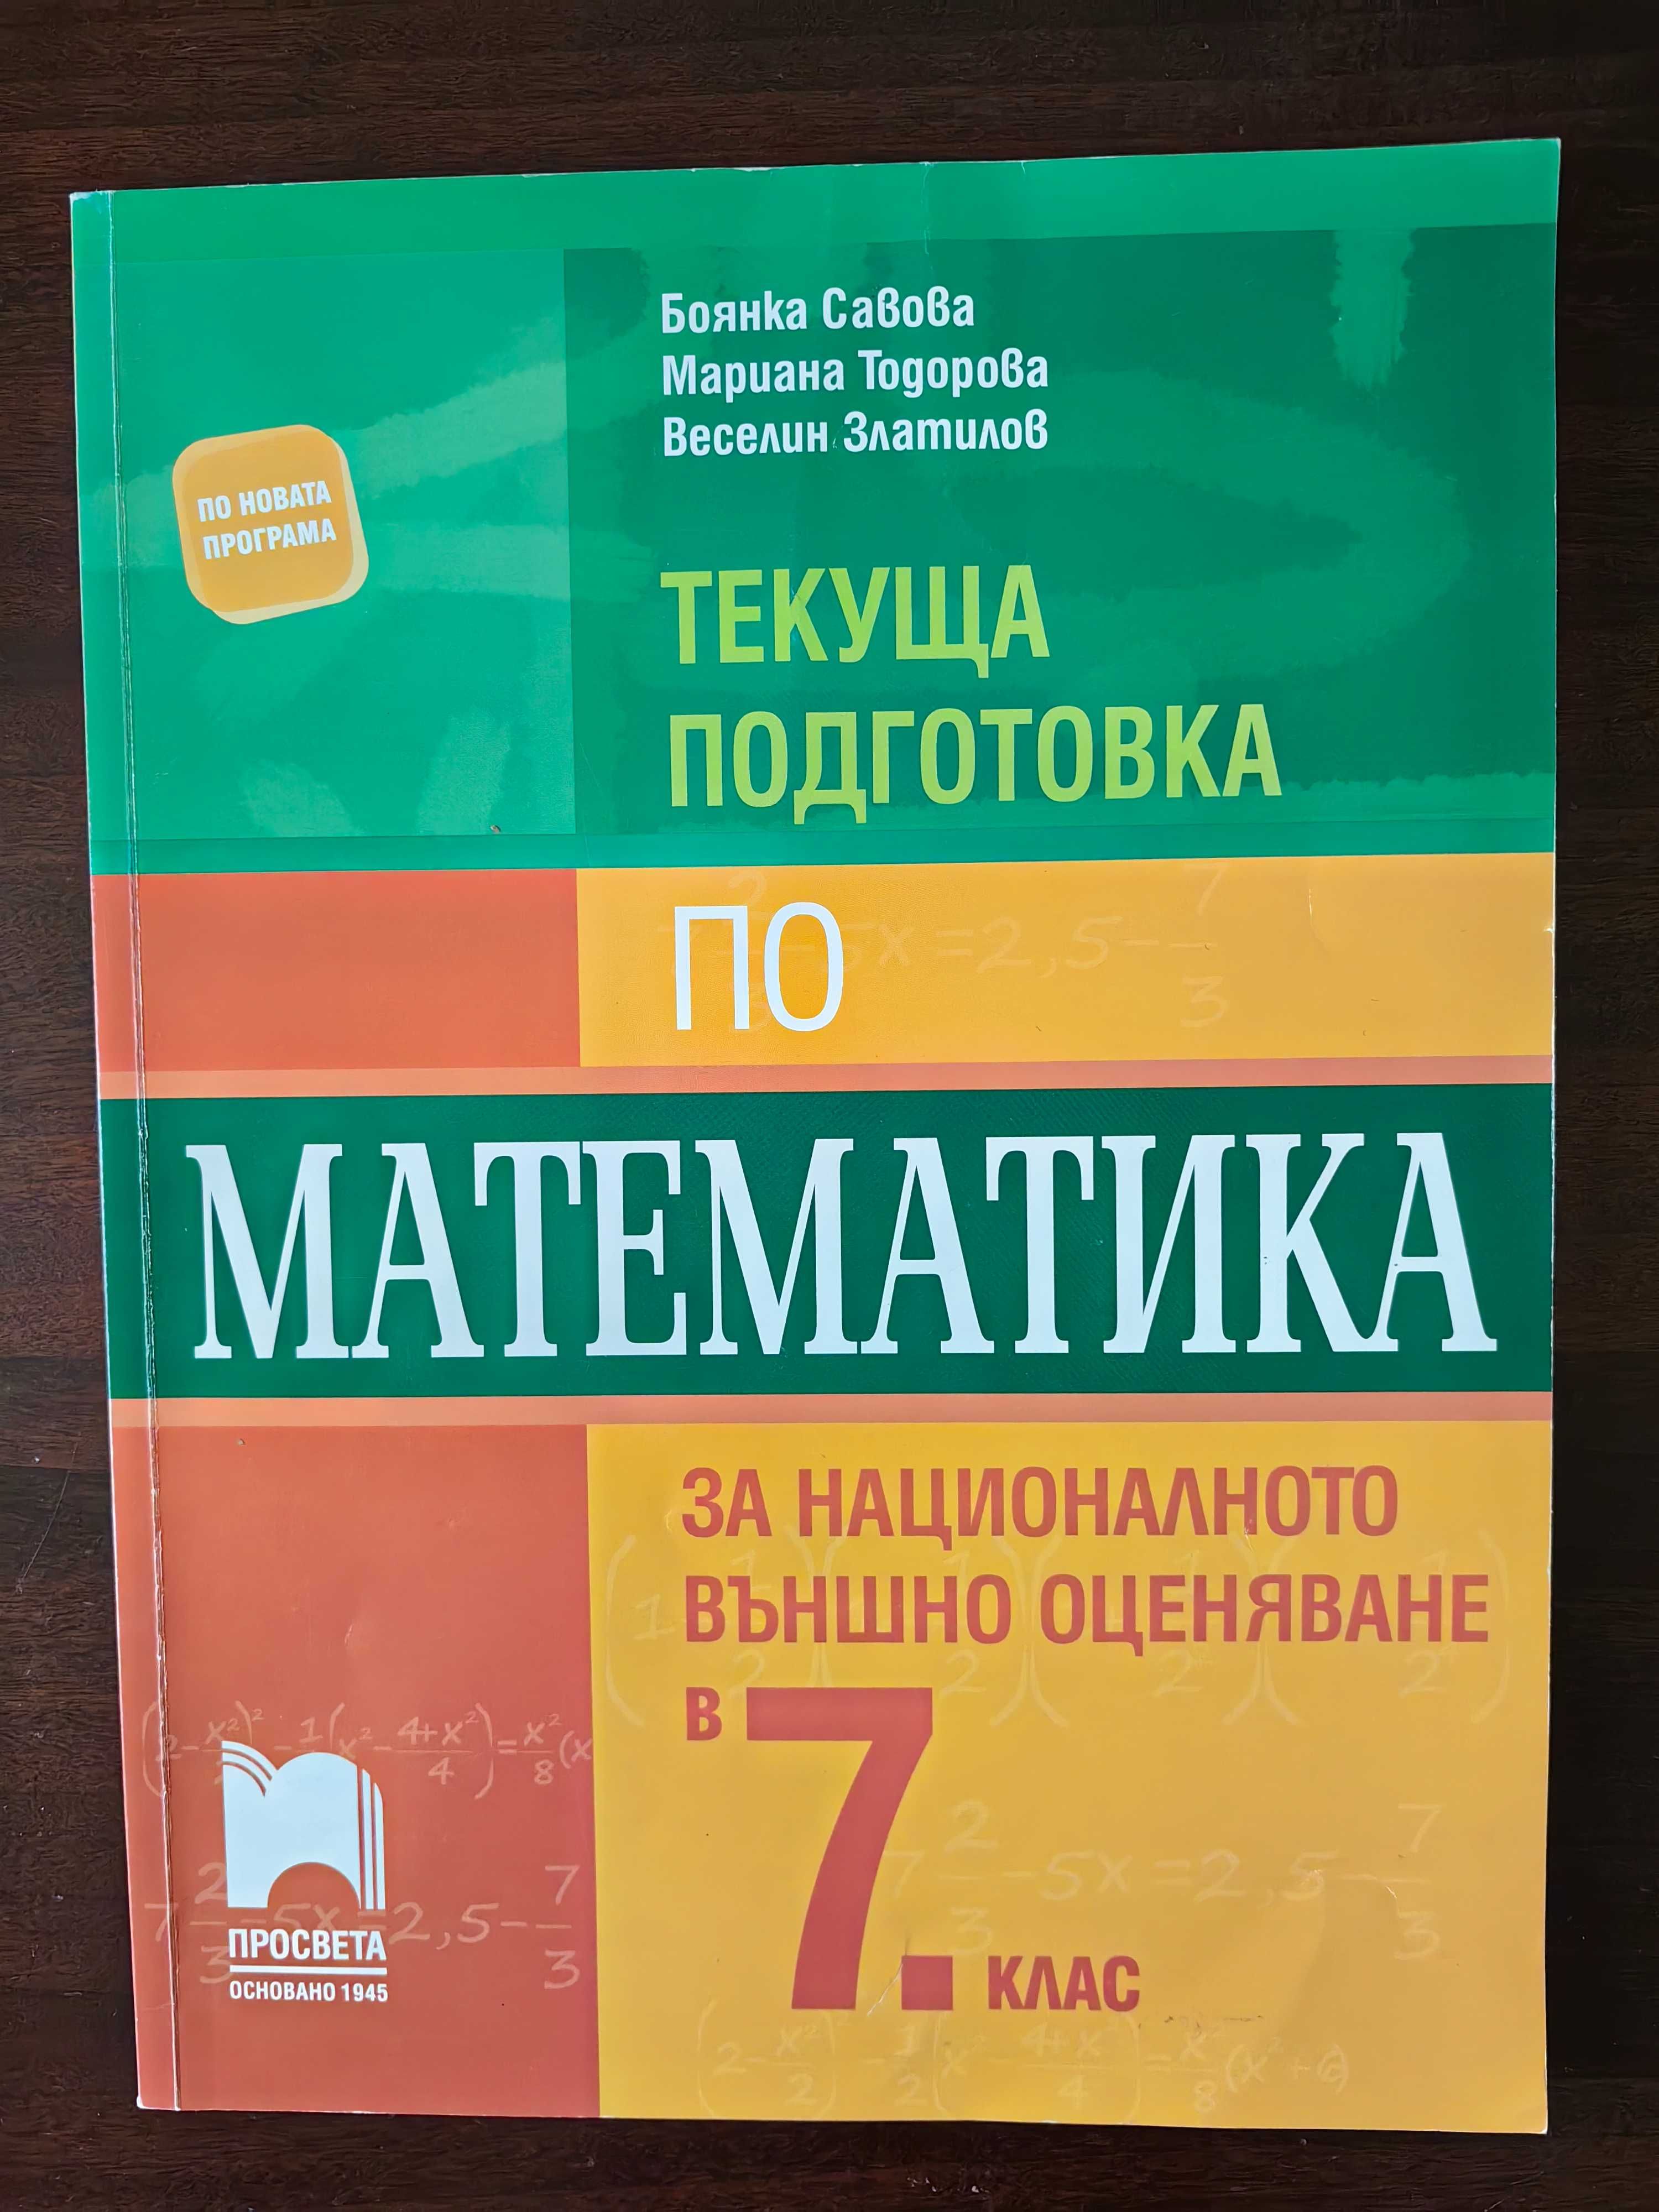 Боянка Савова
Мариана Тодорова
Веселин Златилов
ПО НОВАТА
ПРОГРАМА
ТЕКУЩА
ПОДГОТОВКА
ПО
МАТЕМАТИКА
ЗА НАЦИОНАЛНОТО
ВЪНШНО ОЦЕНЯВАНЕ
В 7. КЛАС
ПРОСВЕТА
ОСНОВАНО 1945